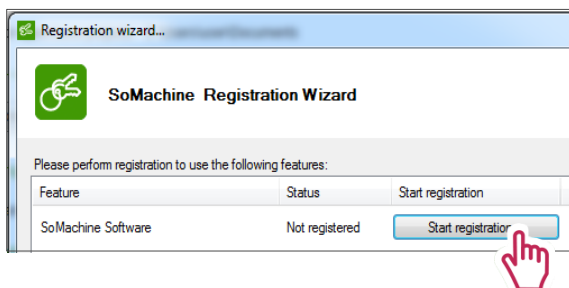 Registration wizard...
SoMachine Registration Wizard
Please perform registration to use the following features:
Feature Status Start registration
SoMachine Software Not registered Start registration